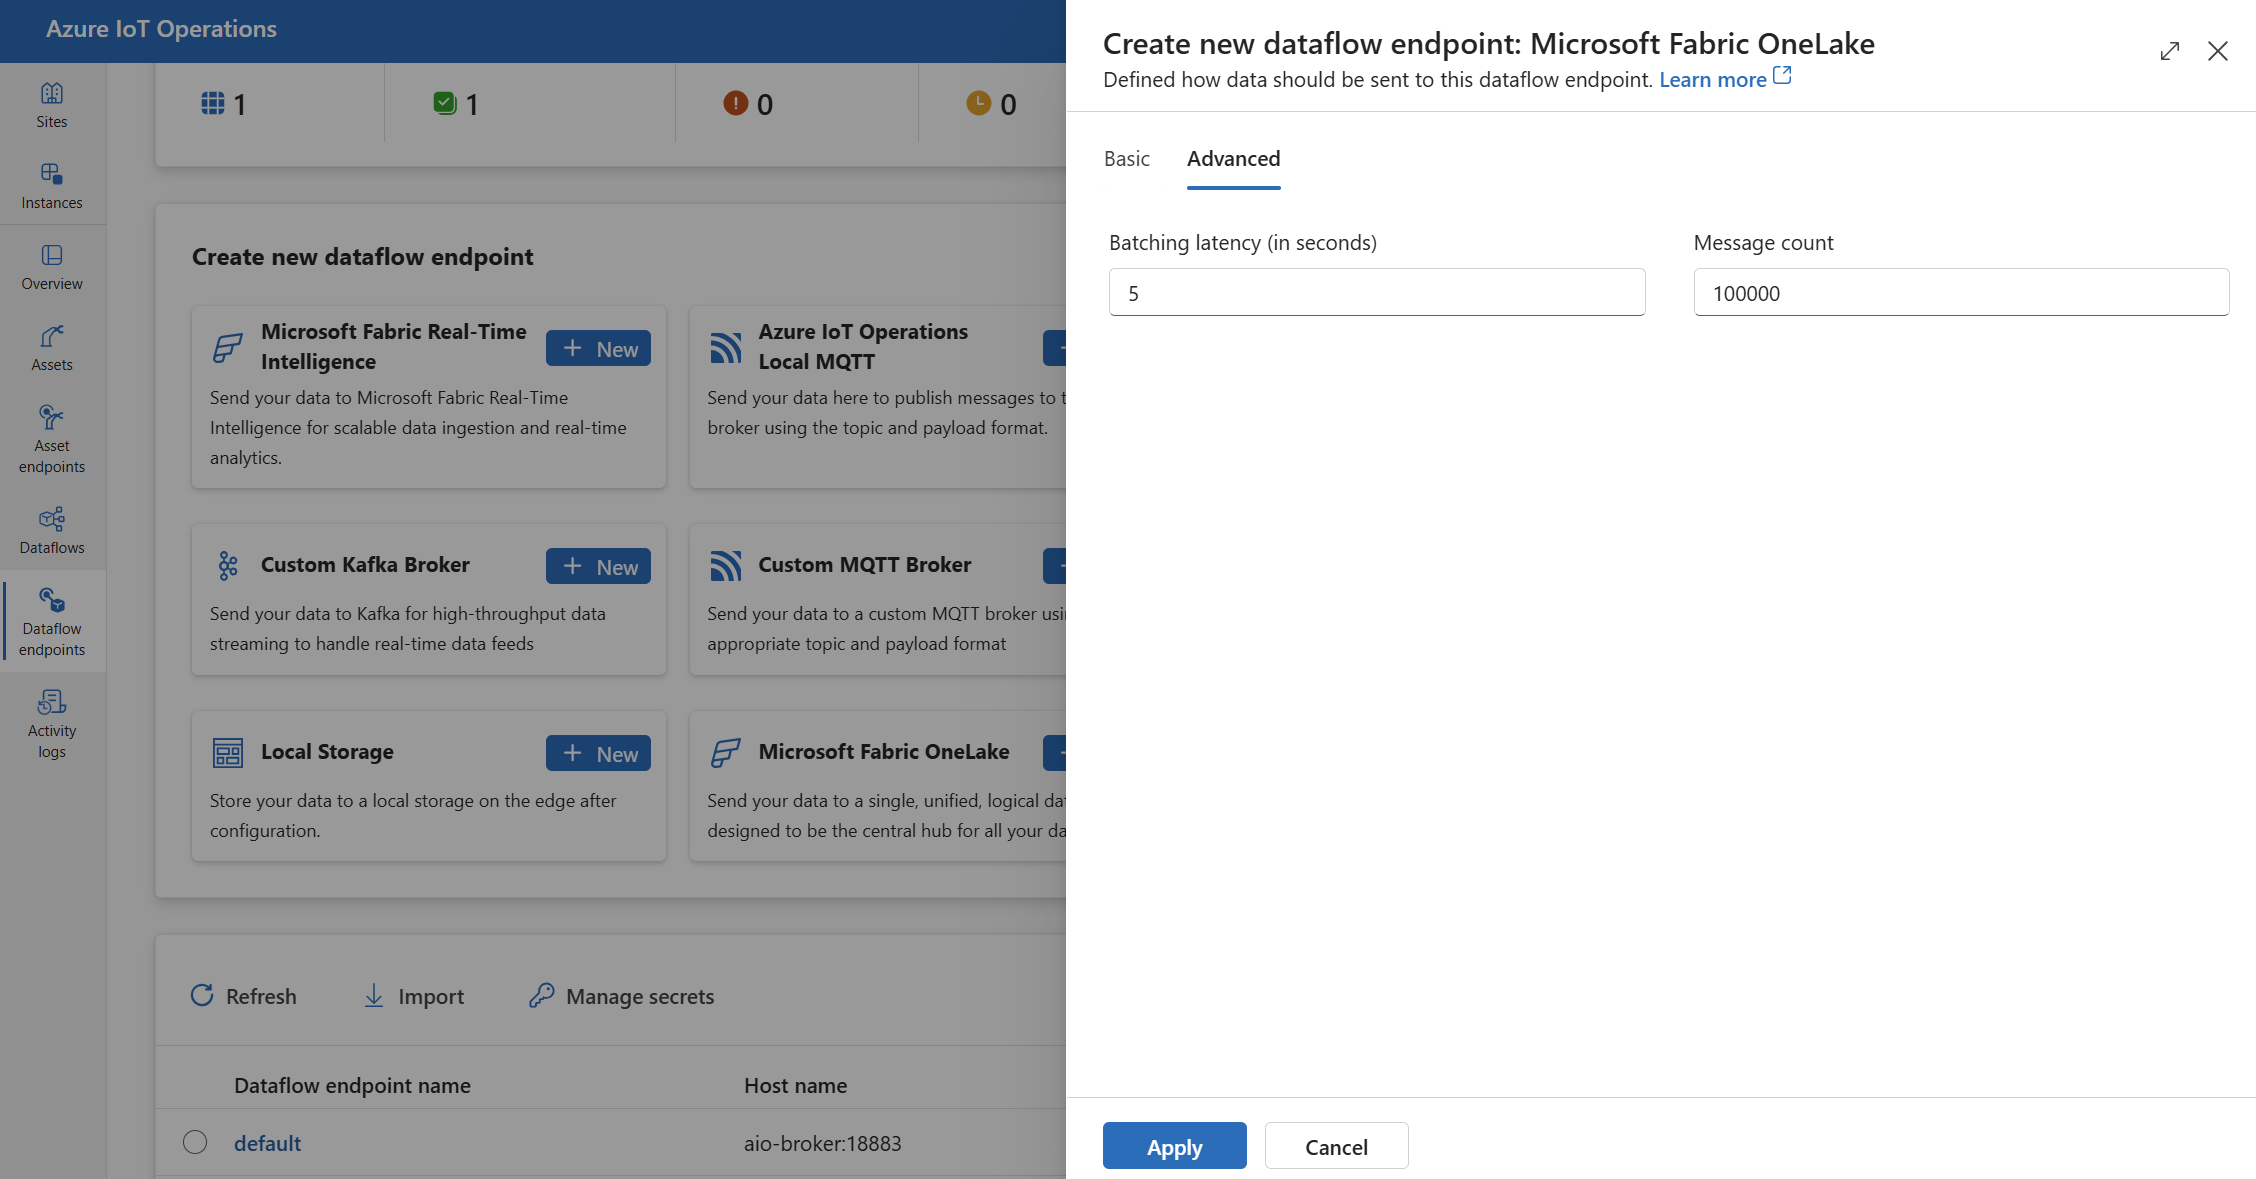 Azure IoT Operations
Sites
Instances
Overview
Assets
Asset
endpoints
Dataflows
Dataflow
endpoints
Activity
logs
1
1
0
0
Create new dataflow endpoint
Microsoft Fabric Real-Time
Intelligence
New
Send your data to Microsoft Fabric Real-Time
Intelligence for scalable data ingestion and real-time
analytics.
Azure IoT Operations
Local MQTT
Send your data here to publish messages to
broker using the topic and payload format.
Custom Kafka Broker
New
Send your data to Kafka for high-throughput data
streaming to handle real-time data feeds
Custom MQTT Broker
Send your data to a custom MQTT broker
appropriate topic and payload format
Local Storage
New
Store your data to a local storage on the edge after
configuration.
Microsoft Fabric OneLake
Send your data to a single, unified, logical
designed to be the central hub for all your
Refresh
Import
Manage secrets
Dataflow endpoint name
Host name
default
aio-broker:18883
Create new dataflow endpoint: Microsoft Fabric OneLake
Defined how data should be sent to this dataflow endpoint. Learn more
Basic
Advanced
Batching latency (in seconds)
Message count
5
100000
Apply
Cancel